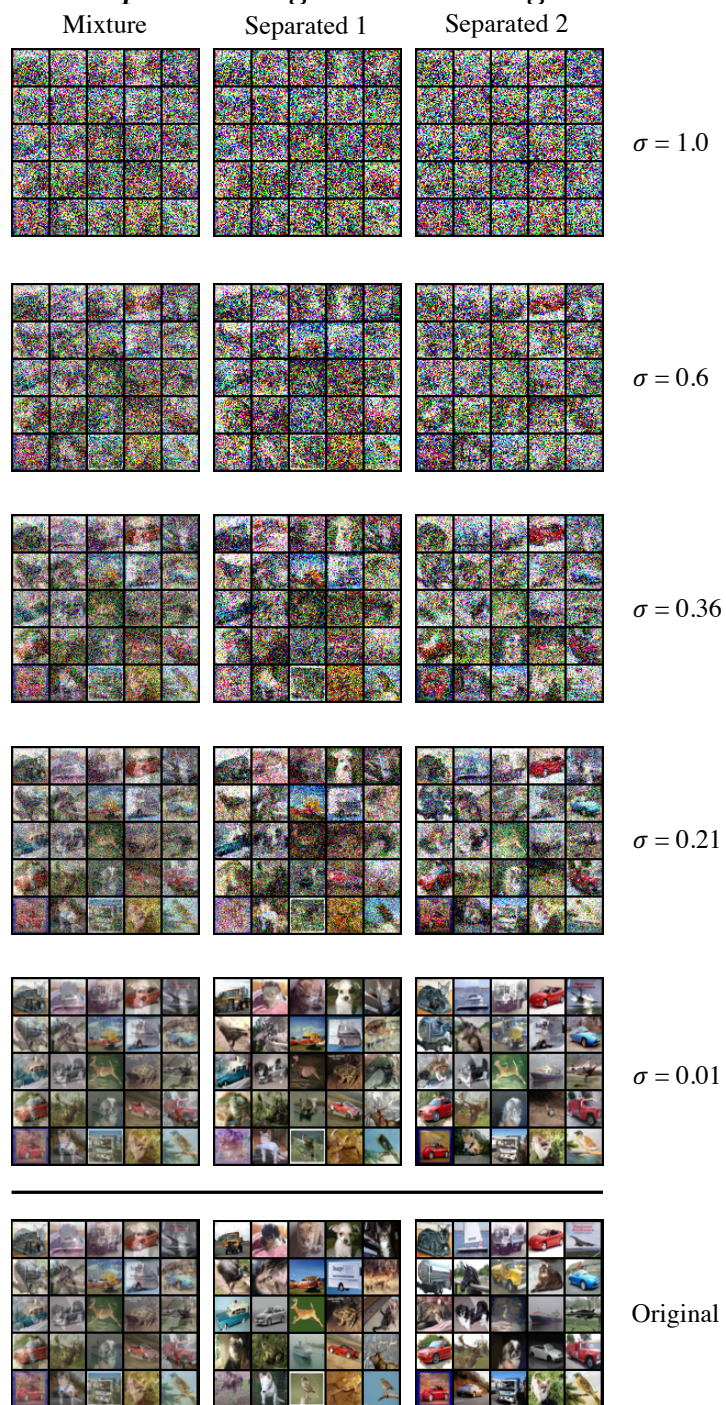 Mixture Separated 1 Separated 2
σ = 1.0
σ = 0.6
σ = 0.36
σ = 0.21
σ = 0.01
Original